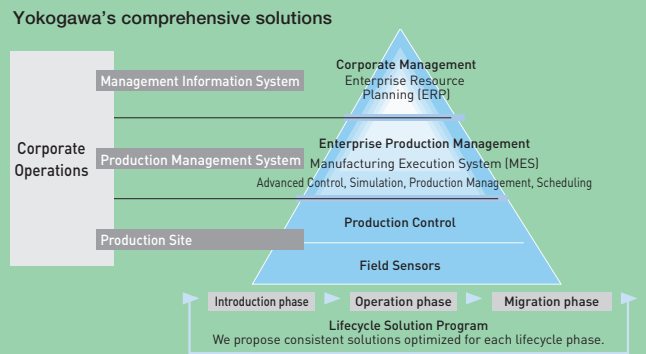 Yokogawa's comprehensive solutions
Corporate
Operations
Management Information System
Corporate Management
Enterprise Resource
Planning (ERP)
Production Management System
Enterprise Production Management
Manufacturing Execution System (MES)
Advanced Control, Simulation, Production Management, Scheduling
Production Site
Production Control
Field Sensors
Introduction phase
Operation phase
Migration phase
Lifecycle Solution Program
We propose consistent solutions optimized for each lifecycle phase.